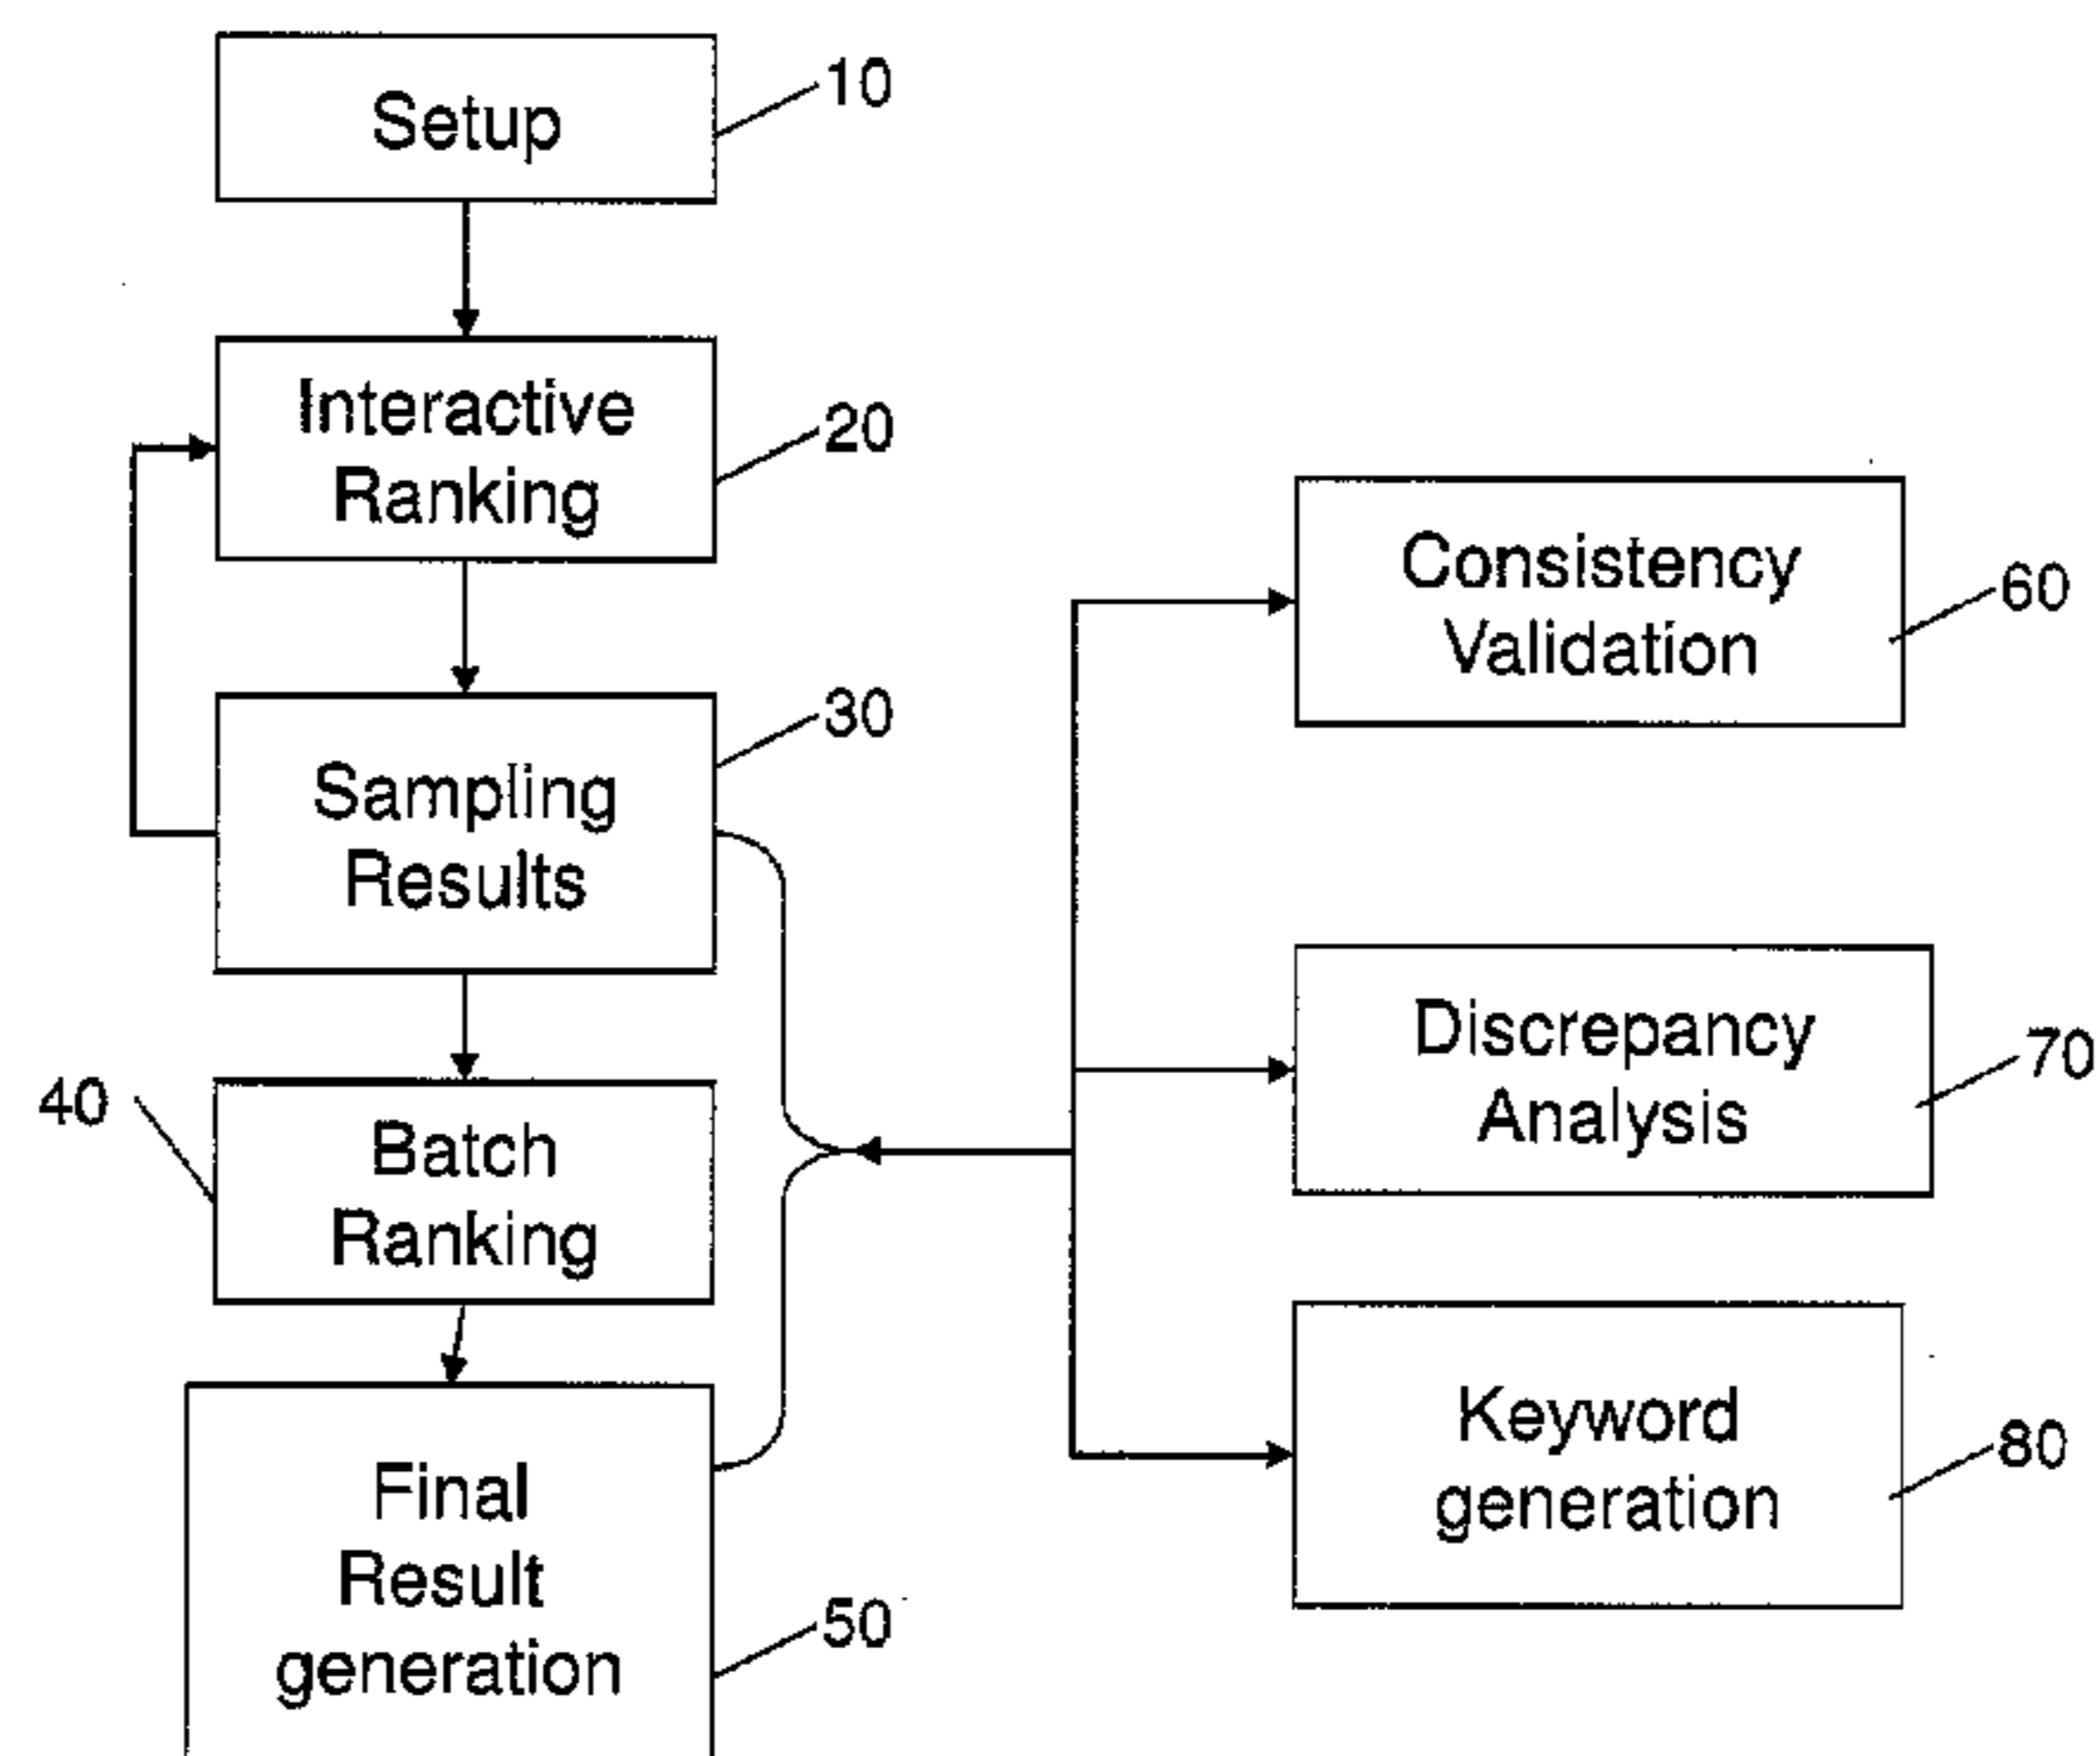 Setup
10
Interactive
Ranking
20
Sampling
Results
30
Batch
Ranking
40
Final
Result
generation
50
Consistency
Validation
60
Discrepancy
Analysis
70
Keyword
generation
80